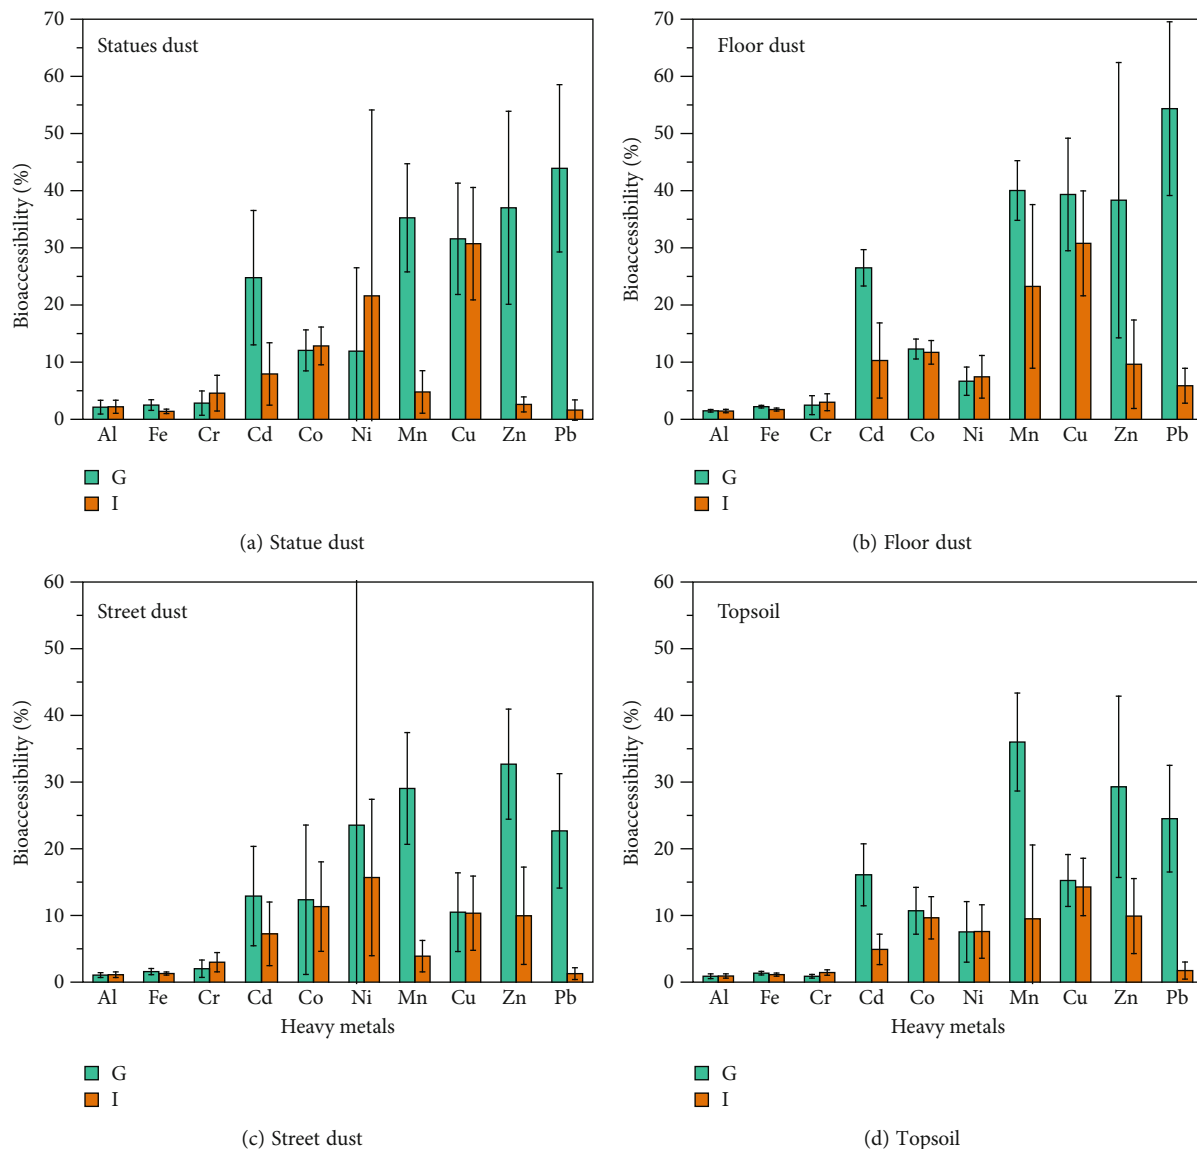 Statues dust
Bioaccessibility (%)
70
60
50
40
30
20
10
0
Al Fe Cr Cd Co Ni Mn Cu Zn Pb
G
I
(a) Statue dust
Floor dust
Bioaccessibility (%)
70
60
50
40
30
20
10
0
Al Fe Cr Cd Co Ni Mn Cu Zn Pb
G
I
(b) Floor dust
Street dust
Bioaccessibility (%)
60
50
40
30
20
10
0
Al Fe Cr Cd Co Ni Mn Cu Zn Pb
Heavy metals
G
I
(c) Street dust
Topsoil
Bioaccessibility (%)
60
50
40
30
20
10
0
Al Fe Cr Cd Co Ni Mn Cu Zn Pb
Heavy metals
G
I
(d) Topsoil